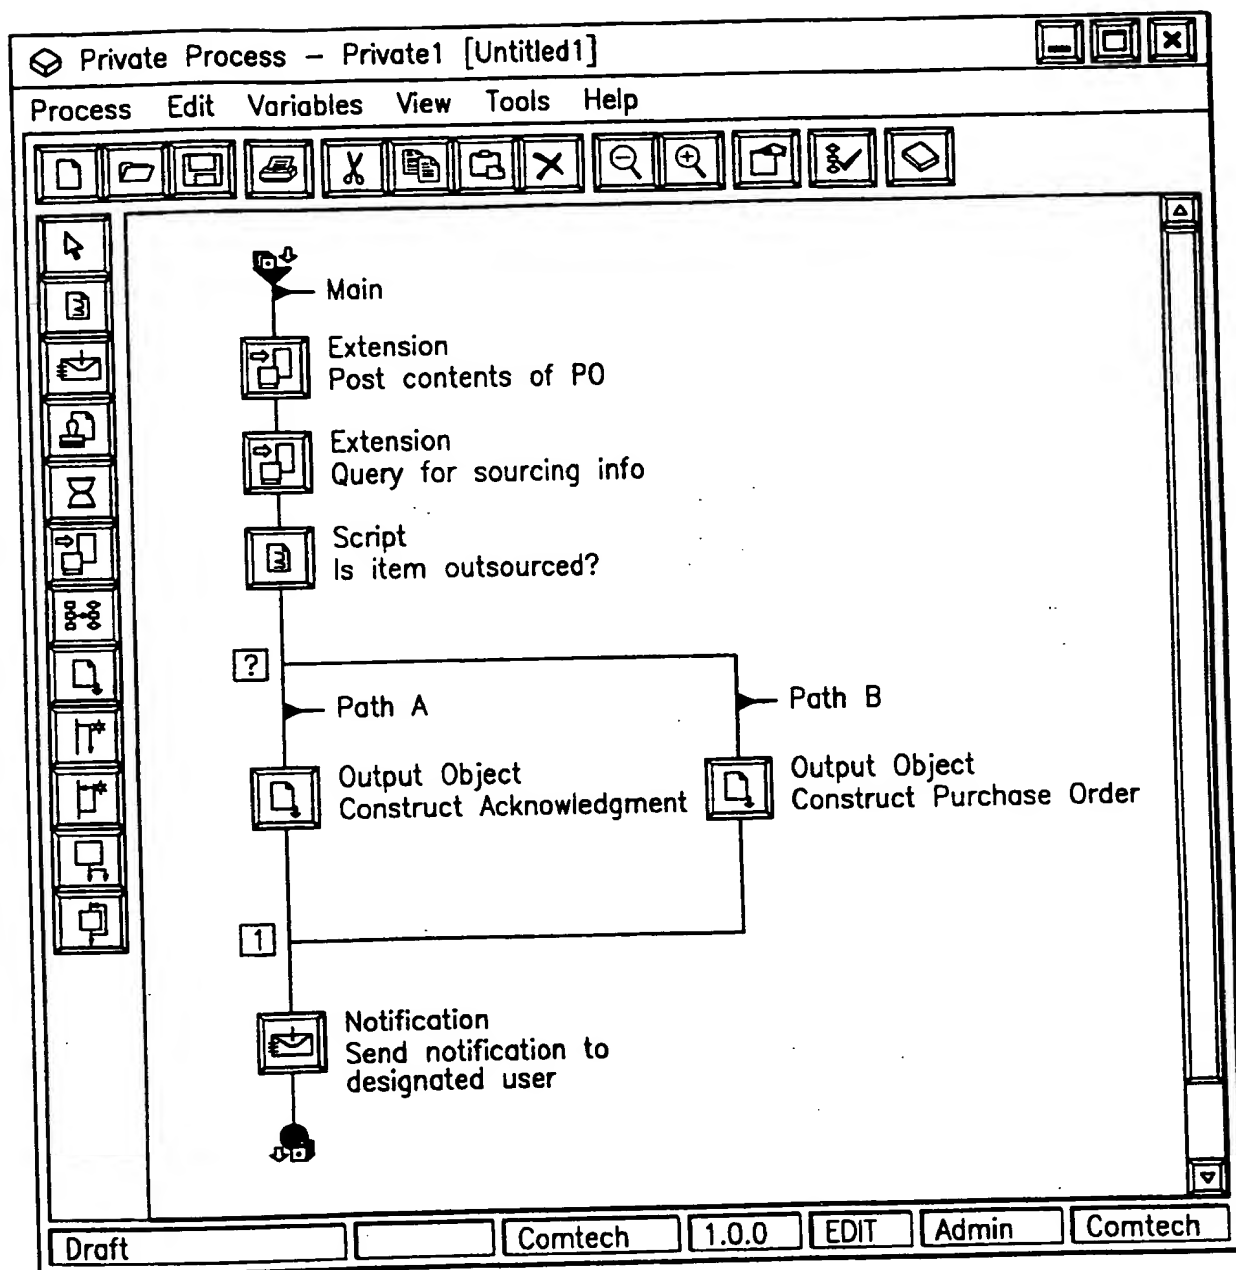 Private Process – Private1 [Untitled1]
Process Edit Variables View Tools Help
Main
Extension
Post contents of PO
Extension
Query for sourcing info
Script
Is item outsourced?
?
Path A
Path B
Output Object
Construct Acknowledgment
Output Object
Construct Purchase Order
1
Notification
Send notification to
designated user
Draft
Comtech
1.0.0
EDIT
Admin
Comtech